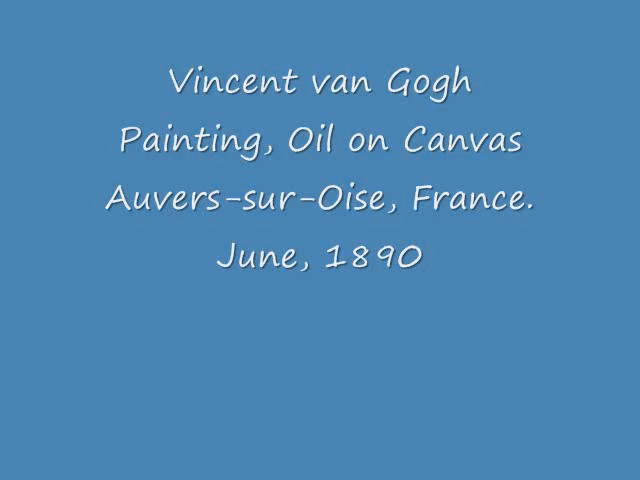 Vincent van Gogh
Painting, Oil on Canvas
Auvers-sur-Oise, France.
June, 1890